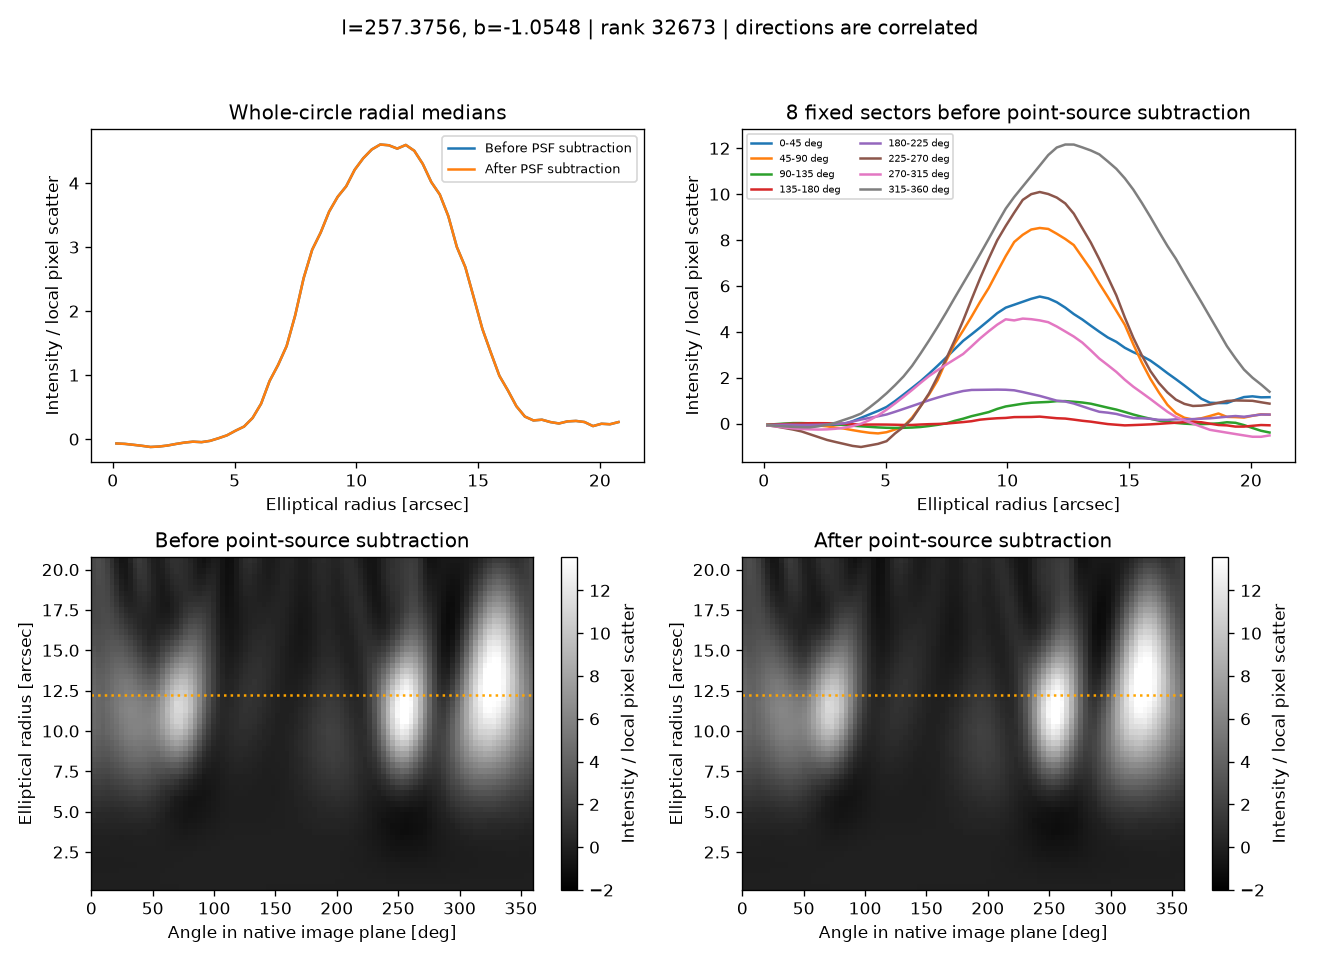 l=257.3756, b=-1.0548 | rank 32673 | directions are correlated
Whole-circle radial medians
Intensity / local pixel scatter
4
3
2
1
0
Before PSF subtraction
After PSF subtraction
0 5 10 15 20
Elliptical radius [arcsec]
8 fixed sectors before point-source subtraction
Intensity / local pixel scatter
12
10
8
6
4
2
0
0-45 deg
45-90 deg
90-135 deg
135-180 deg
180-225 deg
225-270 deg
270-315 deg
315-360 deg
0 5 10 15 20
Elliptical radius [arcsec]
Before point-source subtraction
Elliptical radius [arcsec]
20.0
17.5
15.0
12.5
10.0
7.5
5.0
2.5
0 50 100 150 200 250 300 350
Angle in native image plane [deg]
12
10
8
6
4
2
0
−2
Intensity / local pixel scatter
After point-source subtraction
Elliptical radius [arcsec]
20.0
17.5
15.0
12.5
10.0
7.5
5.0
2.5
0 50 100 150 200 250 300 350
Angle in native image plane [deg]
12
10
8
6
4
2
0
−2
Intensity / local pixel scatter